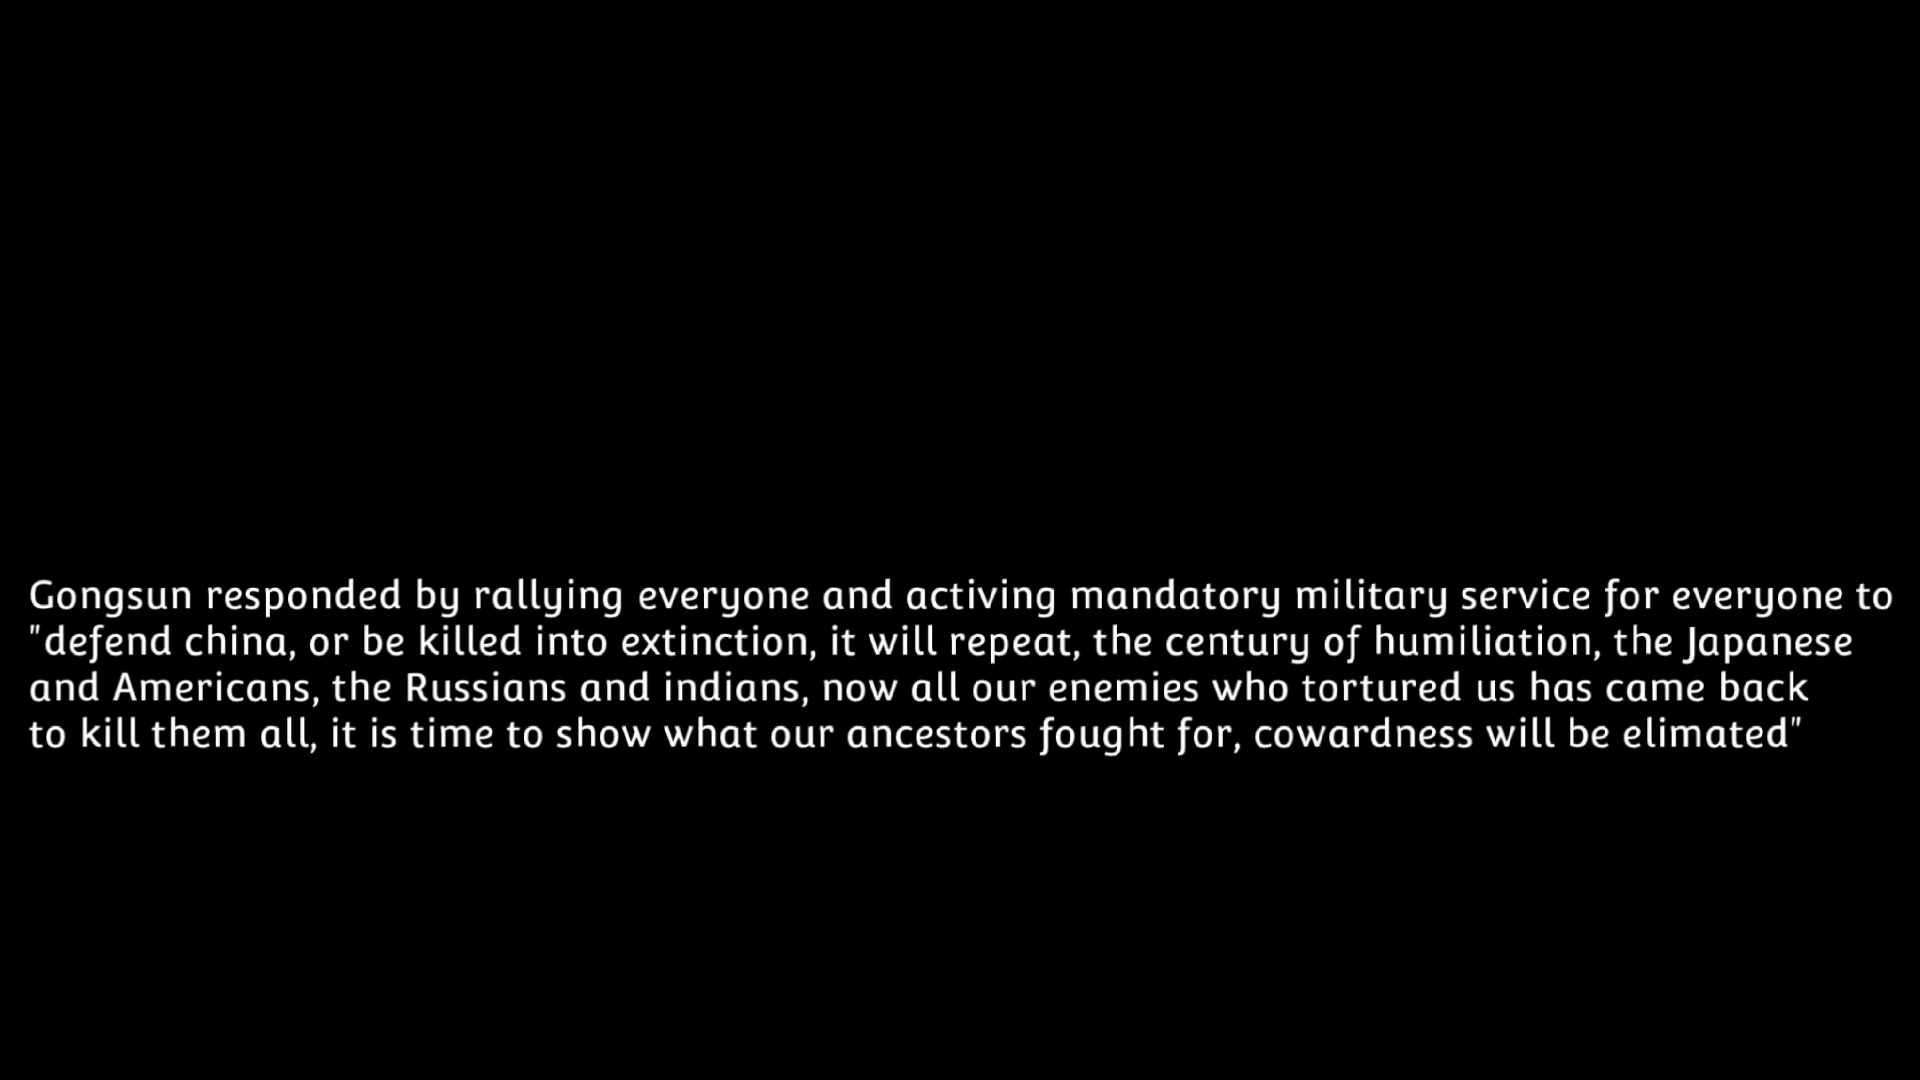 Gongsun responded by rallying everyone and activing mandatory military service for everyone to
"defend china, or be killed into extinction, it will repeat, the century of humiliation, the Japanese
and Americans, the Russians and indians, now all our enemies who tortured us has came back
to kill them all, it is time to show what our ancestors fought for, cowardness will be elimated"